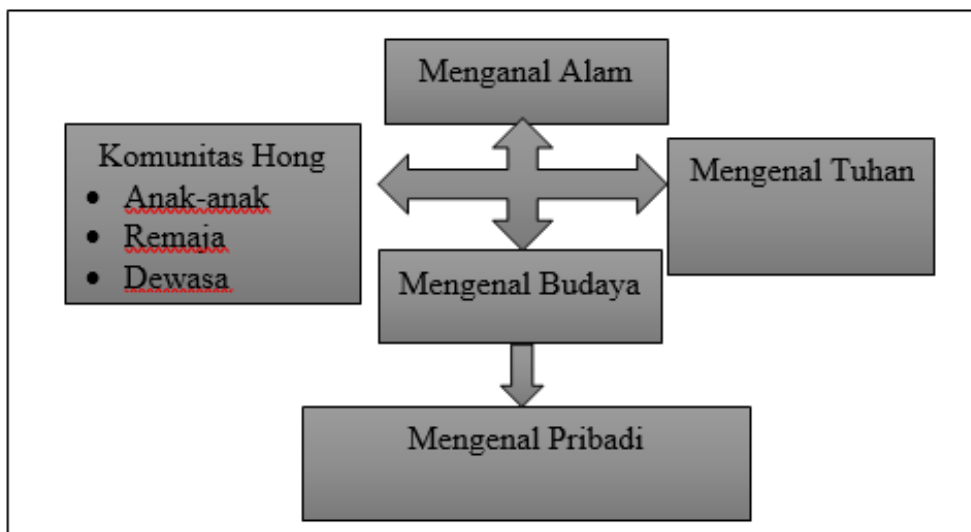 Menganal Alam
Komunitas Hong
• Anak-anak
• Remaja
• Dewasa
Mengenal Tuhan
Mengenal Budaya
Mengenal Pribadi